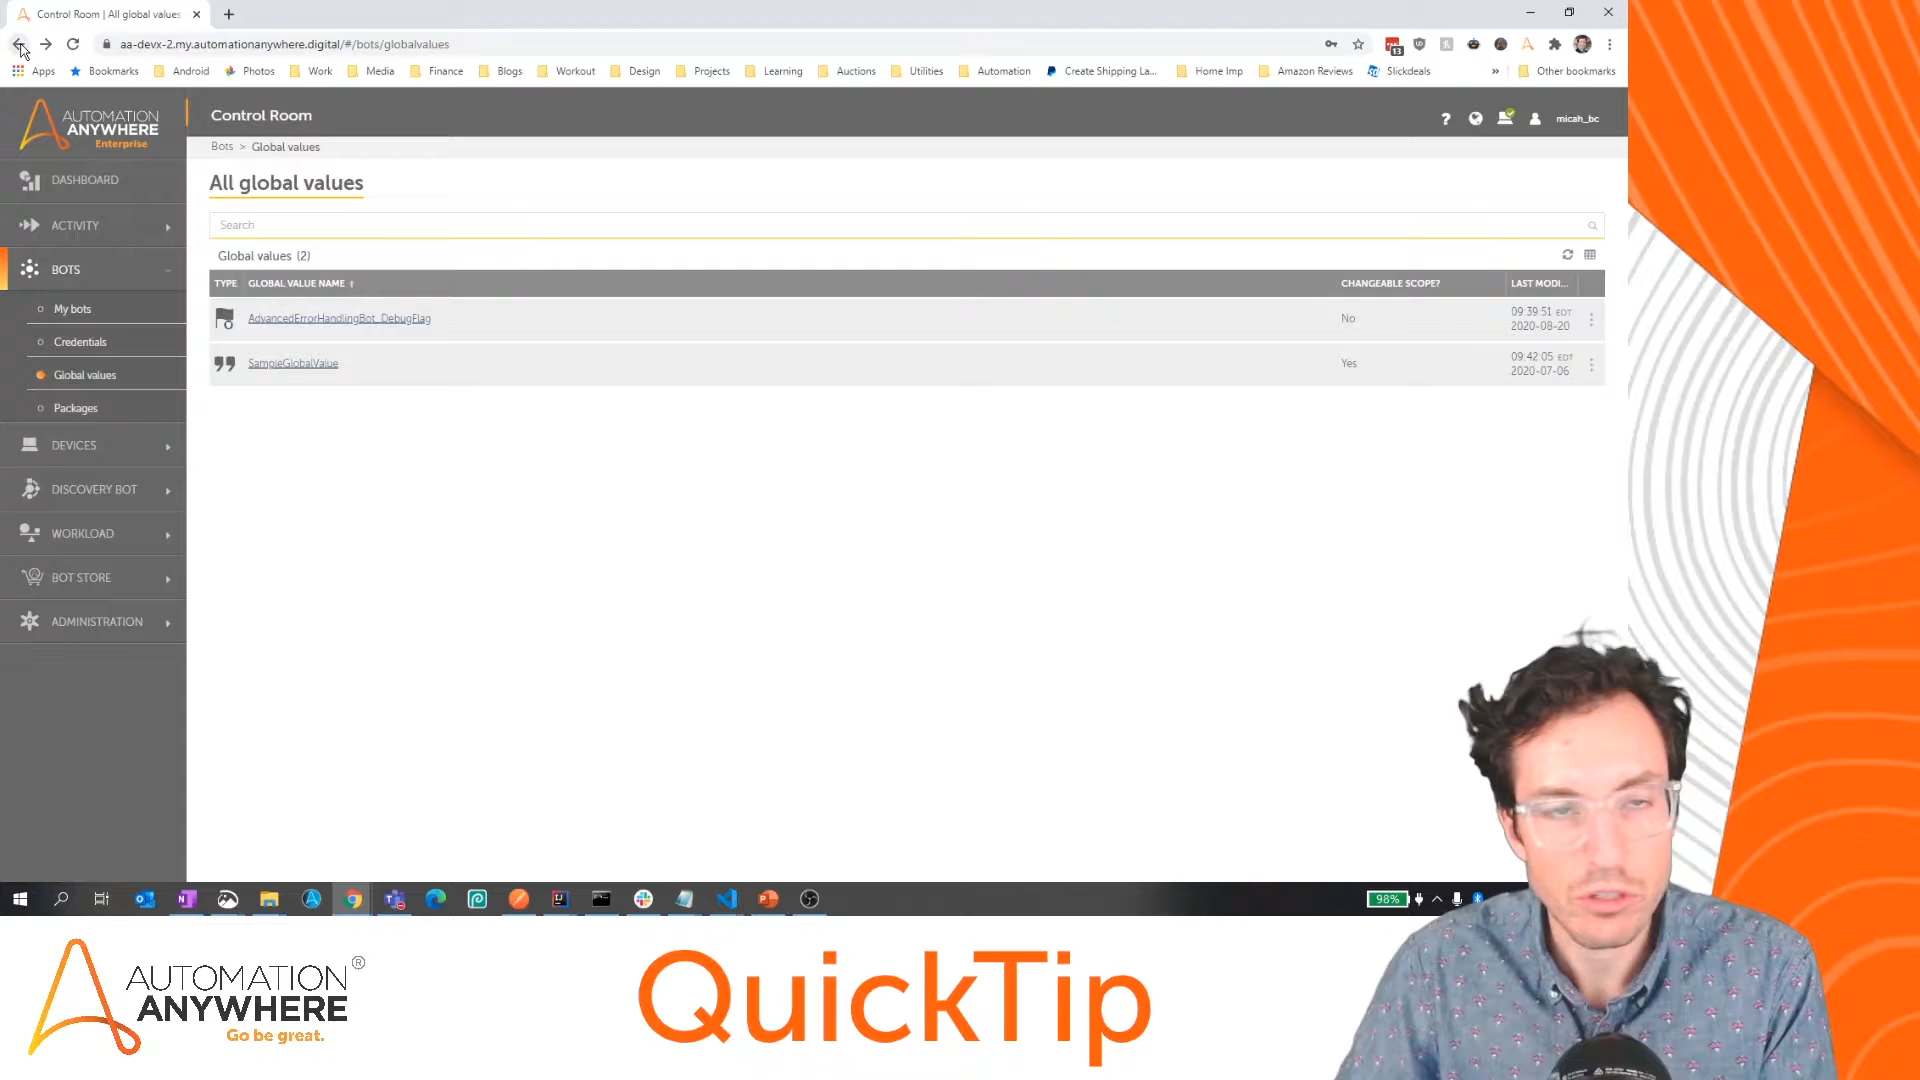 Control Room | All global values
aa-devx-2.my.automationanywhere.digital/#/bots/globalvalues
13
Apps
Bookmarks
Android
Photos
Work
Media
Finance
Blogs
Workout
Design
Projects
Learning
Auctions
Utilities
Automation
Create Shipping La...
Home Imp
Amazon Reviews
Slickdeals
»
Other bookmarks
AUTOMATION
ANYWHERE
Enterprise
Control Room
?
micah_bc
Bots > Global values
DASHBOARD
ACTIVITY
BOTS
My bots
Credentials
Global values
Packages
DEVICES
DISCOVERY BOT
WORKLOAD
BOT STORE
ADMINISTRATION
All global values
Search
Global values (2)
TYPE GLOBAL VALUE NAME ↑ CHANGEABLE SCOPE? LAST MODI...
AdvancedErrorHandlingBot_DebugFlag No 09:39:51 EDT
2020-08-20
SampleGlobalValue Yes 09:42:05 EDT
2020-07-06
98%
AUTOMATION ®
ANYWHERE
Go be great.
QuickTip